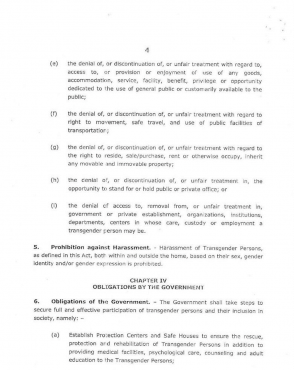 4
(e) the denial of, or discontinuation of, or unfair treatment with regard to,
access to, or provision or enjoyment of use of any goods,
accommodation, service, facility, benefit, privilege or opportunity
dedicated to the use of general public or customarily available to the
public;
(f) the denial of, or discontinuation of, or unfair treatment with regard to
right to movement, safe travel, and use of public facilities of
transportation;
(g) the denial of, or discontinuation of, or unfair treatment with regard to
the right to reside, sale/purchase, rent or otherwise occupy, inherit
any movable and immovable property;
(h) the denial of, or discontinuation of, or unfair treatment in, the
opportunity to stand for or hold public or private office; or
(i) the denial of access to, removal from, or unfair treatment in,
government or private establishment, organizations, institutions,
departments, centers in whose care, custody or employment a
transgender person may be.
5. Prohibition against Harassment. - Harassment of Transgender Persons,
as defined in this Act, both within and outside the home, based on their sex, gender
identity and/or gender expression is prohibited.
CHAPTER IV
OBLIGATIONS BY THE GOVERNMENT
6. Obligations of the Government. – The Government shall take steps to
secure full and effective participation of transgender persons and their inclusion in
society, namely: –
(a) Establish Protection Centers and Safe Houses to ensure the rescue,
protection and rehabilitation of Transgender Persons in addition to
providing medical facilities, psychological care, counseling and adult
education to the Transgender Persons;